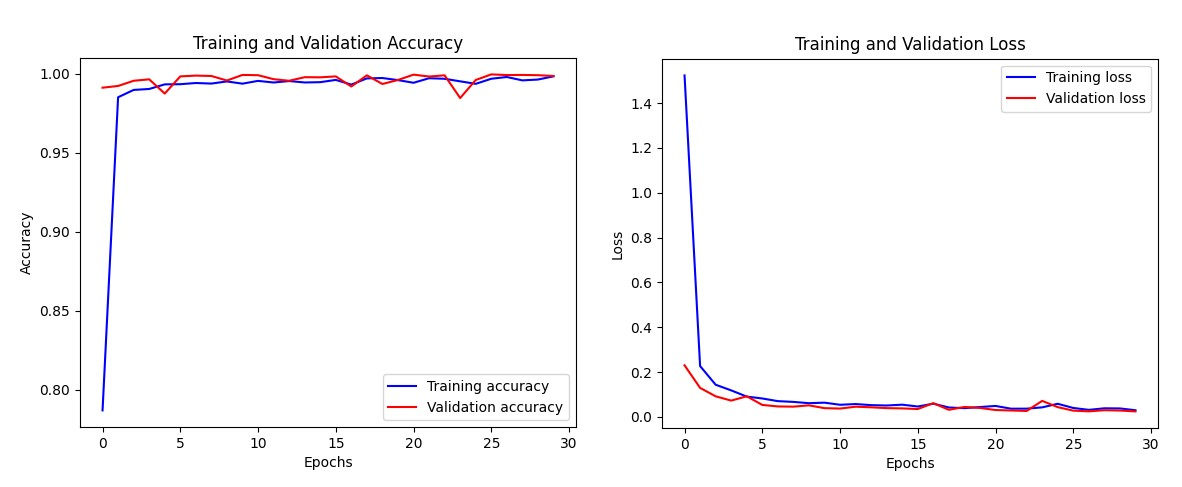 Training and Validation Accuracy
1.00
0.95
0.90
0.85
0.80
Accuracy
0
5
10
15
20
25
30
Epochs
Training accuracy
Validation accuracy
Training and Validation Loss
1.4
1.2
1.0
0.8
0.6
0.4
0.2
0.0
Loss
0
5
10
15
20
25
30
Epochs
Training loss
Validation loss